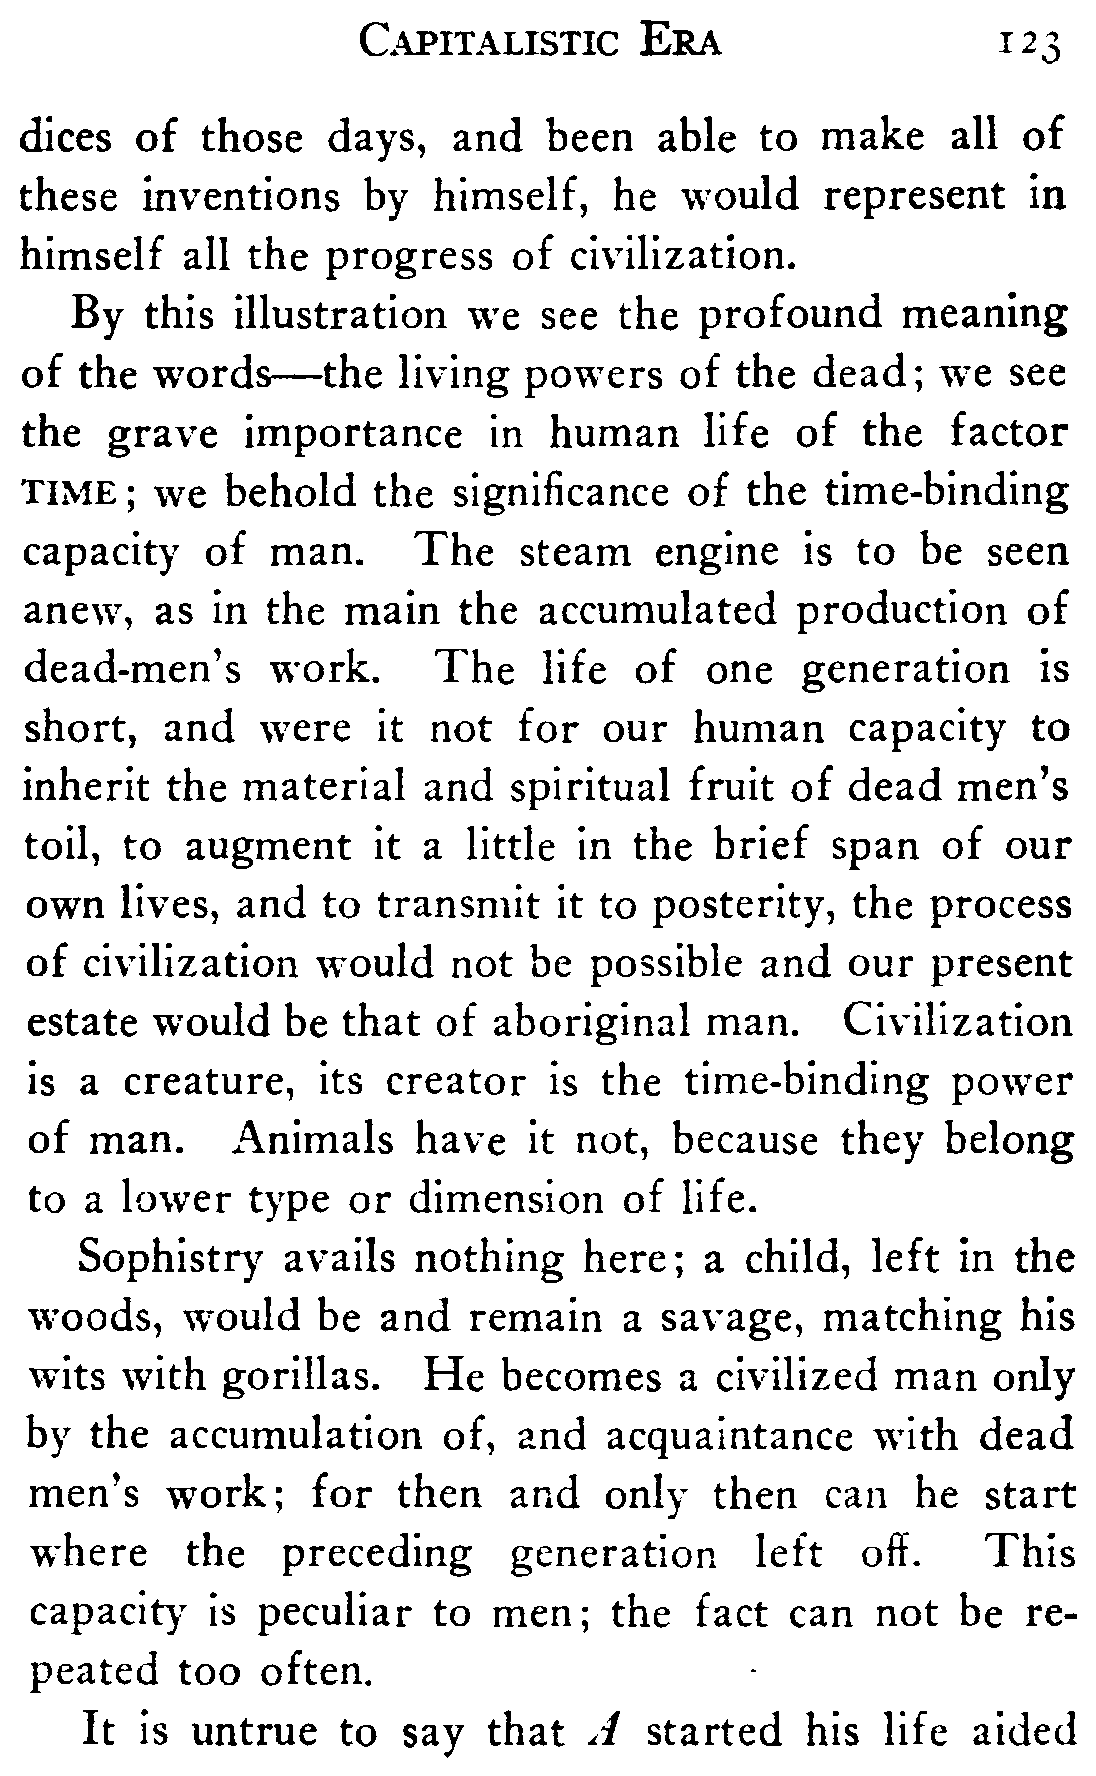 Capitalistic Era 123
dices of those days, and been able to make all of
these inventions by himself, he would represent in
himself all the progress of civilization.
By this illustration we see the profound meaning
of the words—the living powers of the dead; we see
the grave importance in human life of the factor
TIME; we behold the significance of the time-binding
capacity of man. The steam engine is to be seen
anew, as in the main the accumulated production of
dead-men's work. The life of one generation is
short, and were it not for our human capacity to
inherit the material and spiritual fruit of dead men's
toil, to augment it a little in the brief span of our
own lives, and to transmit it to posterity, the process
of civilization would not be possible and our present
estate would be that of aboriginal man. Civilization
is a creature, its creator is the time-binding power
of man. Animals have it not, because they belong
to a lower type or dimension of life.
Sophistry avails nothing here; a child, left in the
woods, would be and remain a savage, matching his
wits with gorillas. He becomes a civilized man only
by the accumulation of, and acquaintance with dead
men's work; for then and only then can he start
where the preceding generation left off. This
capacity is peculiar to men; the fact can not be re-
peated too often.
It is untrue to say that A started his life aided